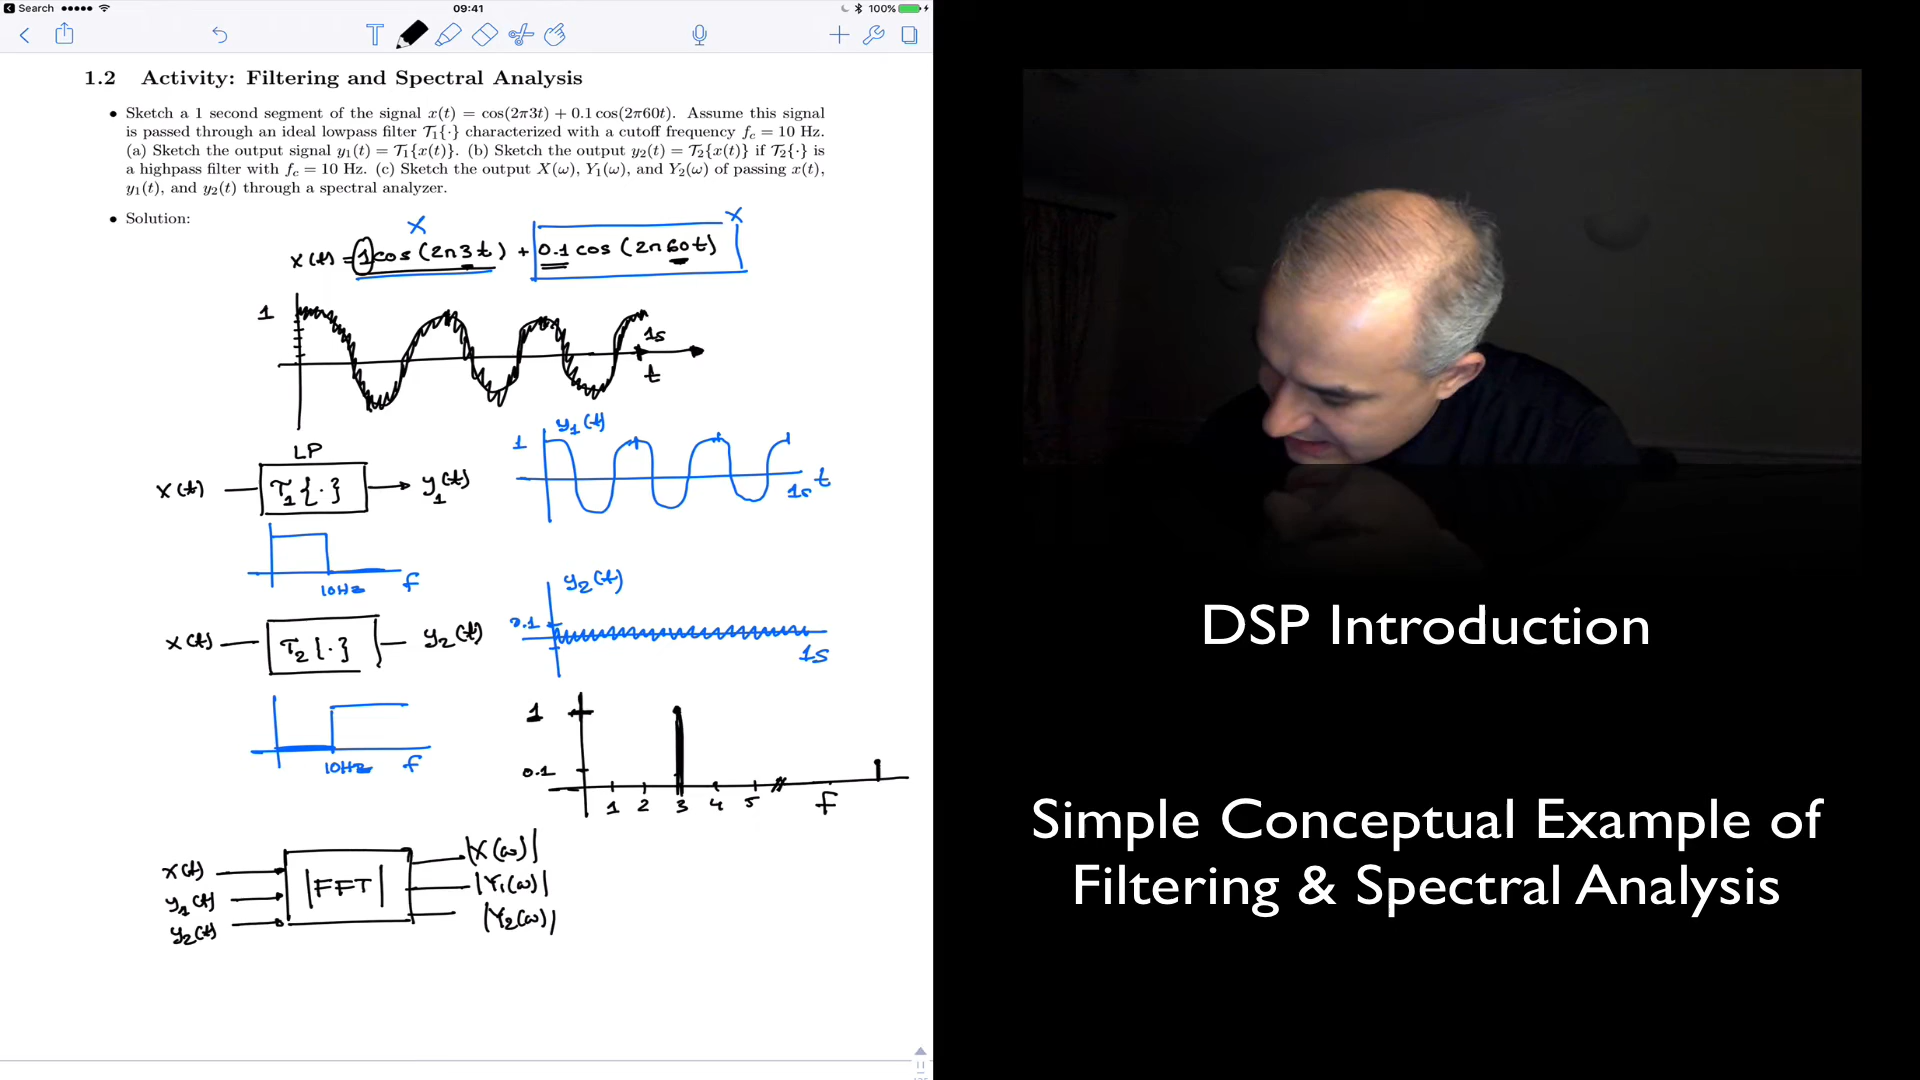 Search 09:41 100%
1.2 Activity: Filtering and Spectral Analysis
• Sketch a 1 second segment of the signal x(t) = cos(2π3t) + 0.1 cos(2π60t). Assume this signal
is passed through an ideal lowpass filter 𝒯₁{·} characterized with a cutoff frequency f_c = 10 Hz.
(a) Sketch the output signal y₁(t) = 𝒯₁{x(t)}. (b) Sketch the output y₂(t) = 𝒯₂{x(t)} if 𝒯₂{·} is
a highpass filter with f_c = 10 Hz. (c) Sketch the output X(ω), Y₁(ω), and Y₂(ω) of passing x(t),
y₁(t), and y₂(t) through a spectral analyzer.
• Solution:
x x
x(t) = 1cos(2π3t) + 0.1 cos(2π60t)
1
1s
t
y₁(t)
1
1s t
LP
x(t) T₁{·} y₁(t)
10Hz f
y₂(t)
0.1
1s
x(t) T₂{·} y₂(t)
10Hz f
1
0.1
1 2 3 4 5 f
x(t) |X(ω)|
y₁(t) |FFT| |Y₁(ω)|
y₂(t) |Y₂(ω)|
DSP Introduction
Simple Conceptual Example of
Filtering & Spectral Analysis